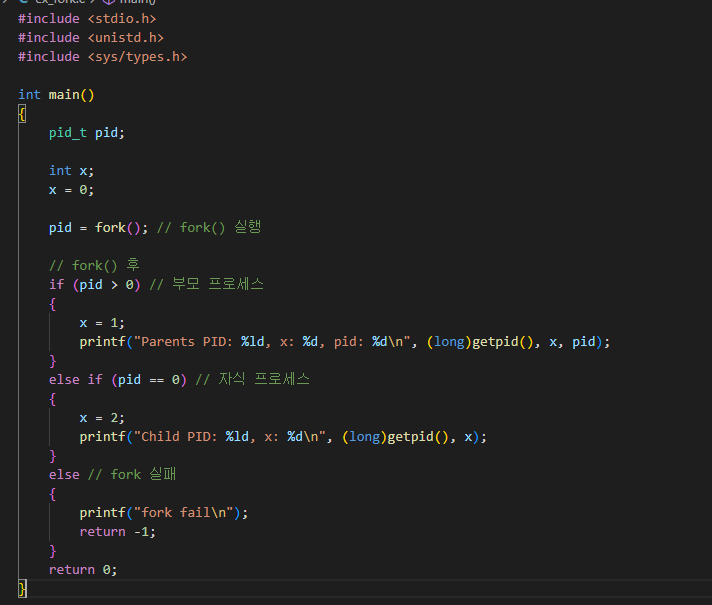 ex_fork.c > main()
#include <stdio.h>
#include <unistd.h>
#include <sys/types.h>
int main()
{
pid_t pid;
int x;
x = 0;
pid = fork(); // fork() 실행
// fork() 후
if (pid > 0) // 부모 프로세스
{
x = 1;
printf("Parents PID: %ld, x: %d, pid: %d\n", (long)getpid(), x, pid);
}
else if (pid == 0) // 자식 프로세스
{
x = 2;
printf("Child PID: %ld, x: %d\n", (long)getpid(), x);
}
else // fork 실패
{
printf("fork fail\n");
return -1;
}
return 0;
}